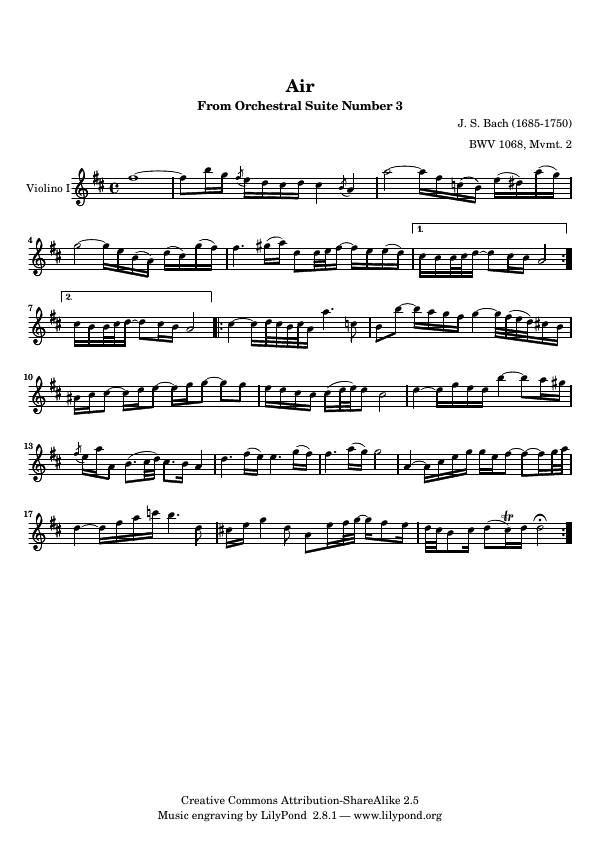 Air
From Orchestral Suite Number 3
J. S. Bach (1685-1750)
BWV 1068, Mvmt. 2
Violino I
4
1.
7
2.
10
13
tr
17
Creative Commons Attribution-ShareAlike 2.5
Music engraving by LilyPond 2.8.1 — www.lilypond.org